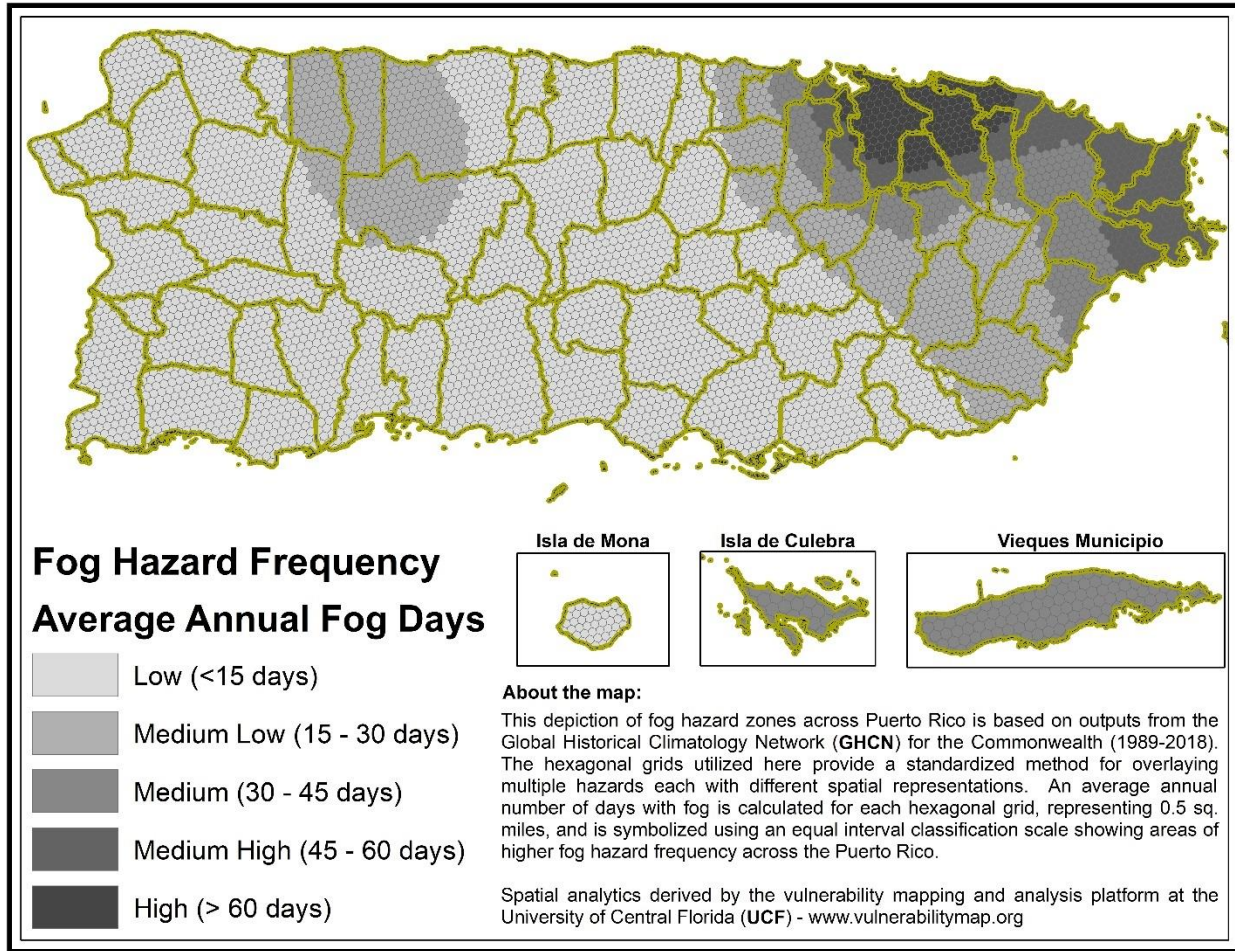 Isla de Mona
Isla de Culebra
Vieques Municipio
Fog Hazard Frequency
Average Annual Fog Days
Low (<15 days)
Medium Low (15 - 30 days)
Medium (30 - 45 days)
Medium High (45 - 60 days)
High (> 60 days)
About the map:
This depiction of fog hazard zones across Puerto Rico is based on outputs from the
Global Historical Climatology Network (GHCN) for the Commonwealth (1989-2018).
The hexagonal grids utilized here provide a standardized method for overlaying
multiple hazards each with different spatial representations. An average annual
number of days with fog is calculated for each hexagonal grid, representing 0.5 sq.
miles, and is symbolized using an equal interval classification scale showing areas of
higher fog hazard frequency across the Puerto Rico.
Spatial analytics derived by the vulnerability mapping and analysis platform at the
University of Central Florida (UCF) - www.vulnerabilitymap.org